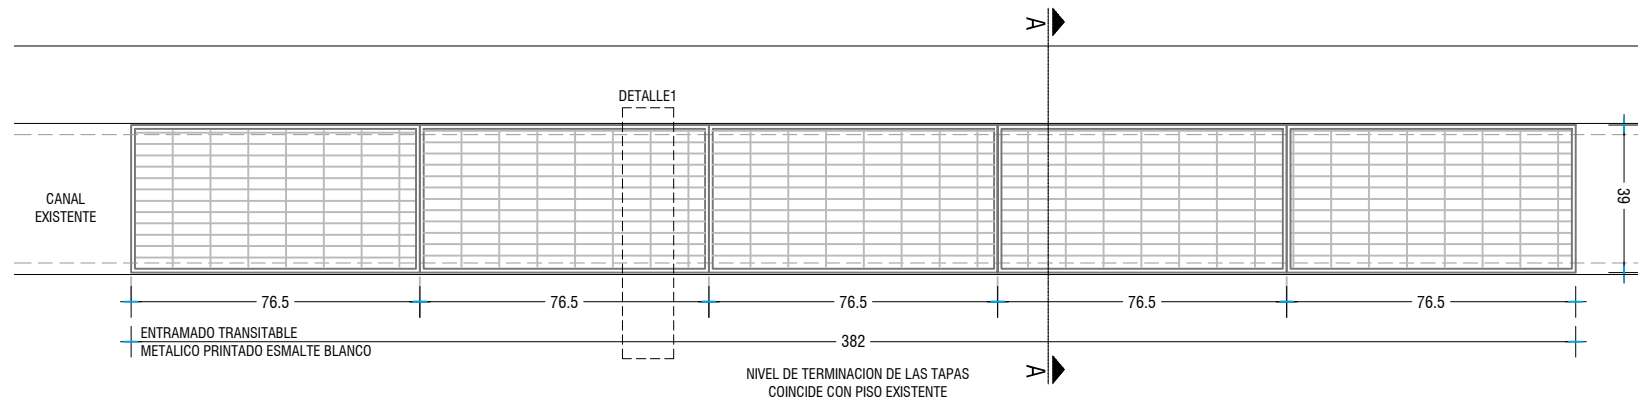 A
DETALLE1
CANAL
EXISTENTE
39
76.5
76.5
76.5
76.5
76.5
ENTRAMADO TRANSITABLE
METALICO PRINTADO ESMALTE BLANCO
382
A
NIVEL DE TERMINACION DE LAS TAPAS
COINCIDE CON PISO EXISTENTE